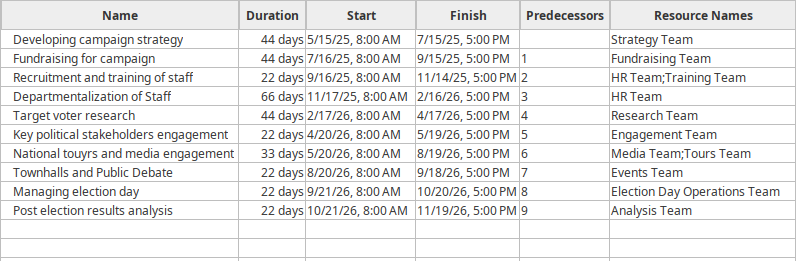 Name Duration Start Finish Predecessors Resource Names
Developing campaign strategy 44 days 5/15/25, 8:00 AM 7/15/25, 5:00 PM Strategy Team
Fundraising for campaign 44 days 7/16/25, 8:00 AM 9/15/25, 5:00 PM 1 Fundraising Team
Recruitment and training of staff 22 days 9/16/25, 8:00 AM 11/14/25, 5:00 PM 2 HR Team;Training Team
Departmentalization of Staff 66 days 11/17/25, 8:00 AM 2/16/26, 5:00 PM 3 HR Team
Target voter research 44 days 2/17/26, 8:00 AM 4/17/26, 5:00 PM 4 Research Team
Key political stakeholders engagement 22 days 4/20/26, 8:00 AM 5/19/26, 5:00 PM 5 Engagement Team
National touyrs and media engagement 33 days 5/20/26, 8:00 AM 8/19/26, 5:00 PM 6 Media Team;Tours Team
Townhalls and Public Debate 22 days 8/20/26, 8:00 AM 9/18/26, 5:00 PM 7 Events Team
Managing election day 22 days 9/21/26, 8:00 AM 10/20/26, 5:00 PM 8 Election Day Operations Team
Post election results analysis 22 days 10/21/26, 8:00 AM 11/19/26, 5:00 PM 9 Analysis Team